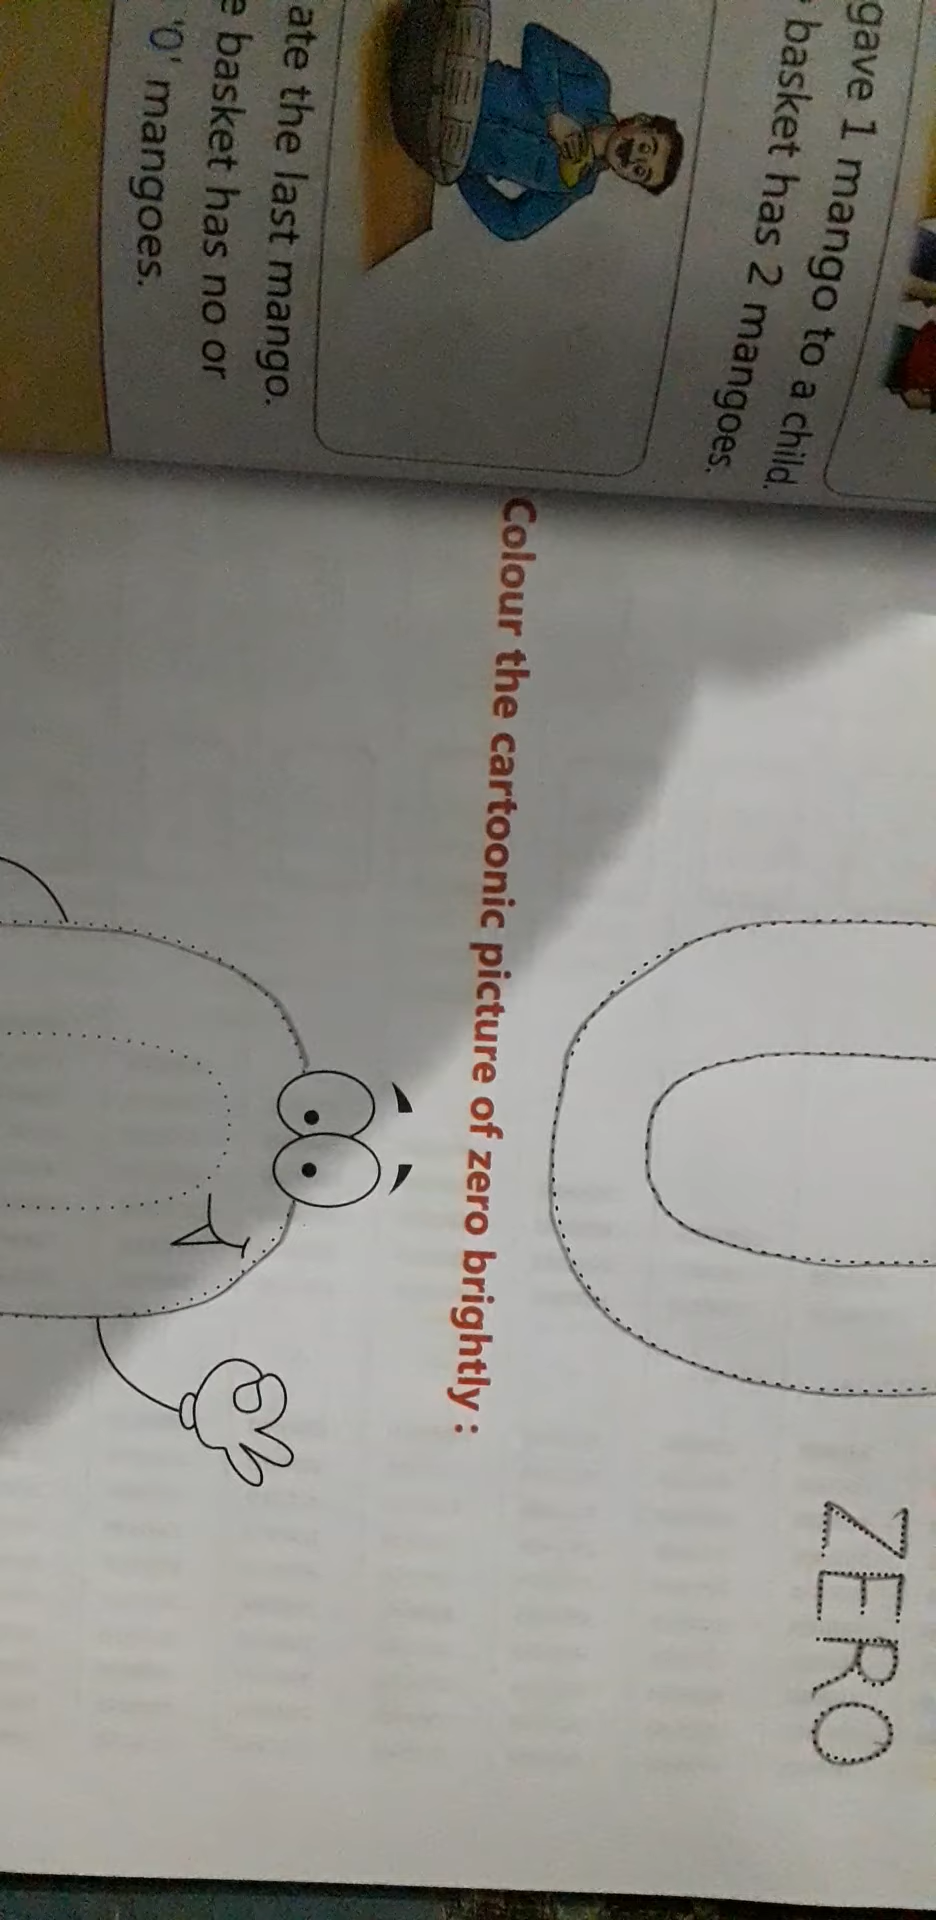 gave 1 mango to a child.
basket has 2 mangoes.
ate the last mango.
basket has no or
'0' mangoes.
ZERO
Colour the cartoonic picture of zero brightly :